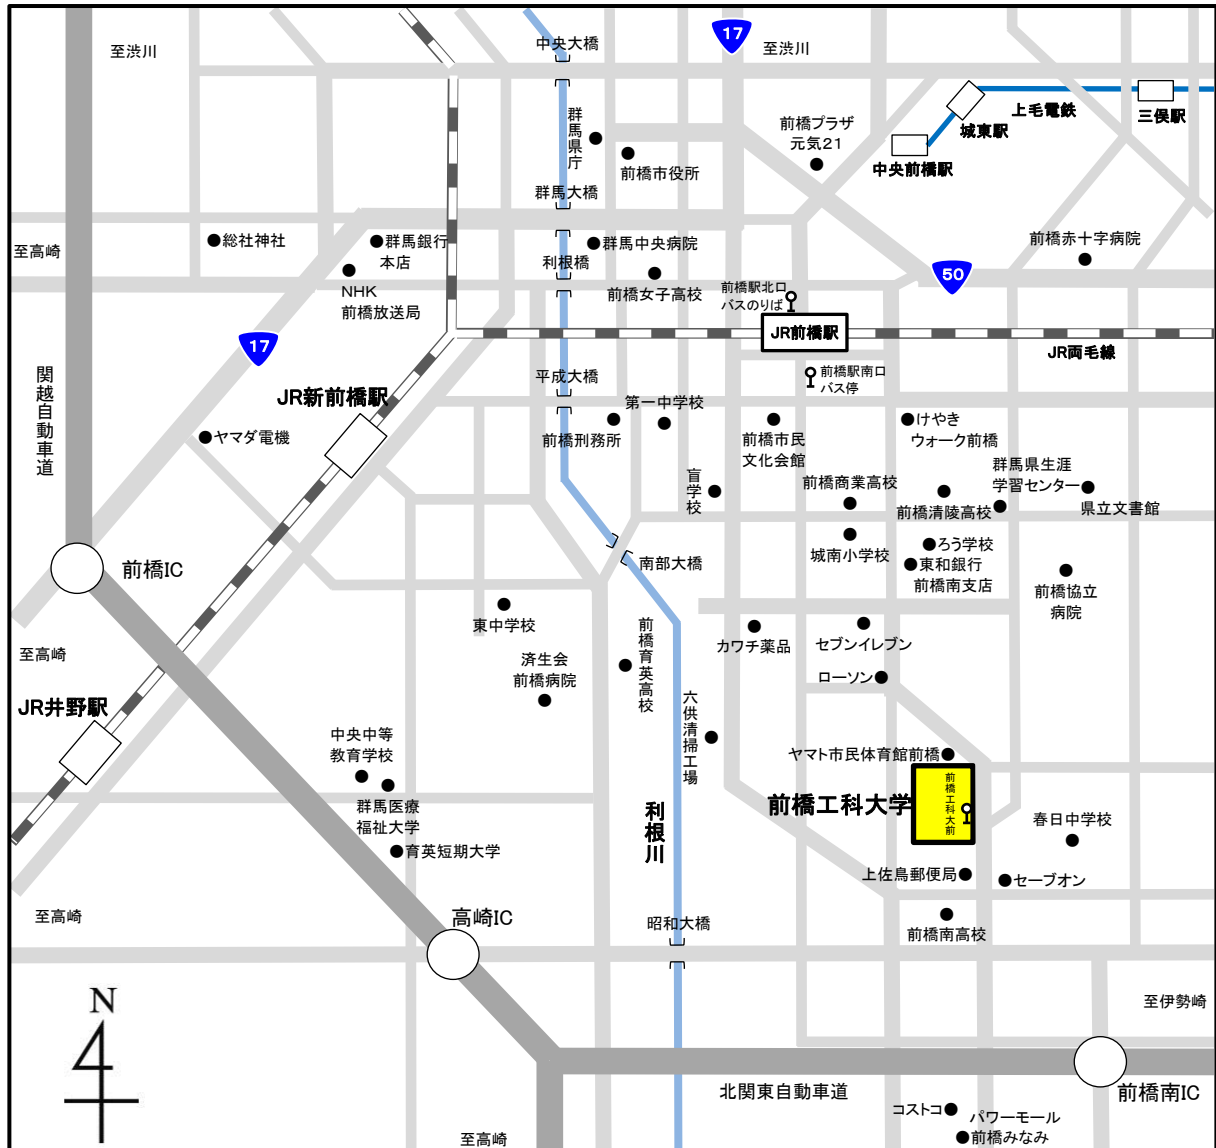 17
中央大橋
至渋川
至渋川
上毛電鉄
三俣駅
城東駅
中央前橋駅
群馬県庁
前橋プラザ
元気21
前橋市役所
群馬大橋
総社神社
群馬銀行
本店
群馬中央病院
前橋赤十字病院
至高崎
利根橋
NHK
前橋放送局
前橋女子高校
前橋駅北口
バスのりば
50
17
JR前橋駅
JR両毛線
関越自動車道
JR新前橋駅
平成大橋
前橋駅南口
バス停
第一中学校
ヤマダ電機
前橋刑務所
前橋市民
文化会館
けやき
ウォーク前橋
盲学校
前橋商業高校
群馬県生涯
学習センター
前橋清陵高校
県立文書館
城南小学校
ろう学校
東和銀行
前橋南支店
前橋協立
病院
前橋IC
南部大橋
東中学校
前橋育英高校
カワチ薬品
セブンイレブン
至高崎
済生会
前橋病院
ローソン
JR井野駅
六供清掃工場
中央中等
教育学校
ヤマト市民体育館前橋
前橋工科大学
前橋工科大前
群馬医療
福祉大学
利根川
春日中学校
育英短期大学
上佐鳥郵便局
セーブオン
至高崎
高崎IC
昭和大橋
前橋南高校
N
至伊勢崎
北関東自動車道
前橋南IC
コストコ
パワーモール
前橋みなみ
至高崎